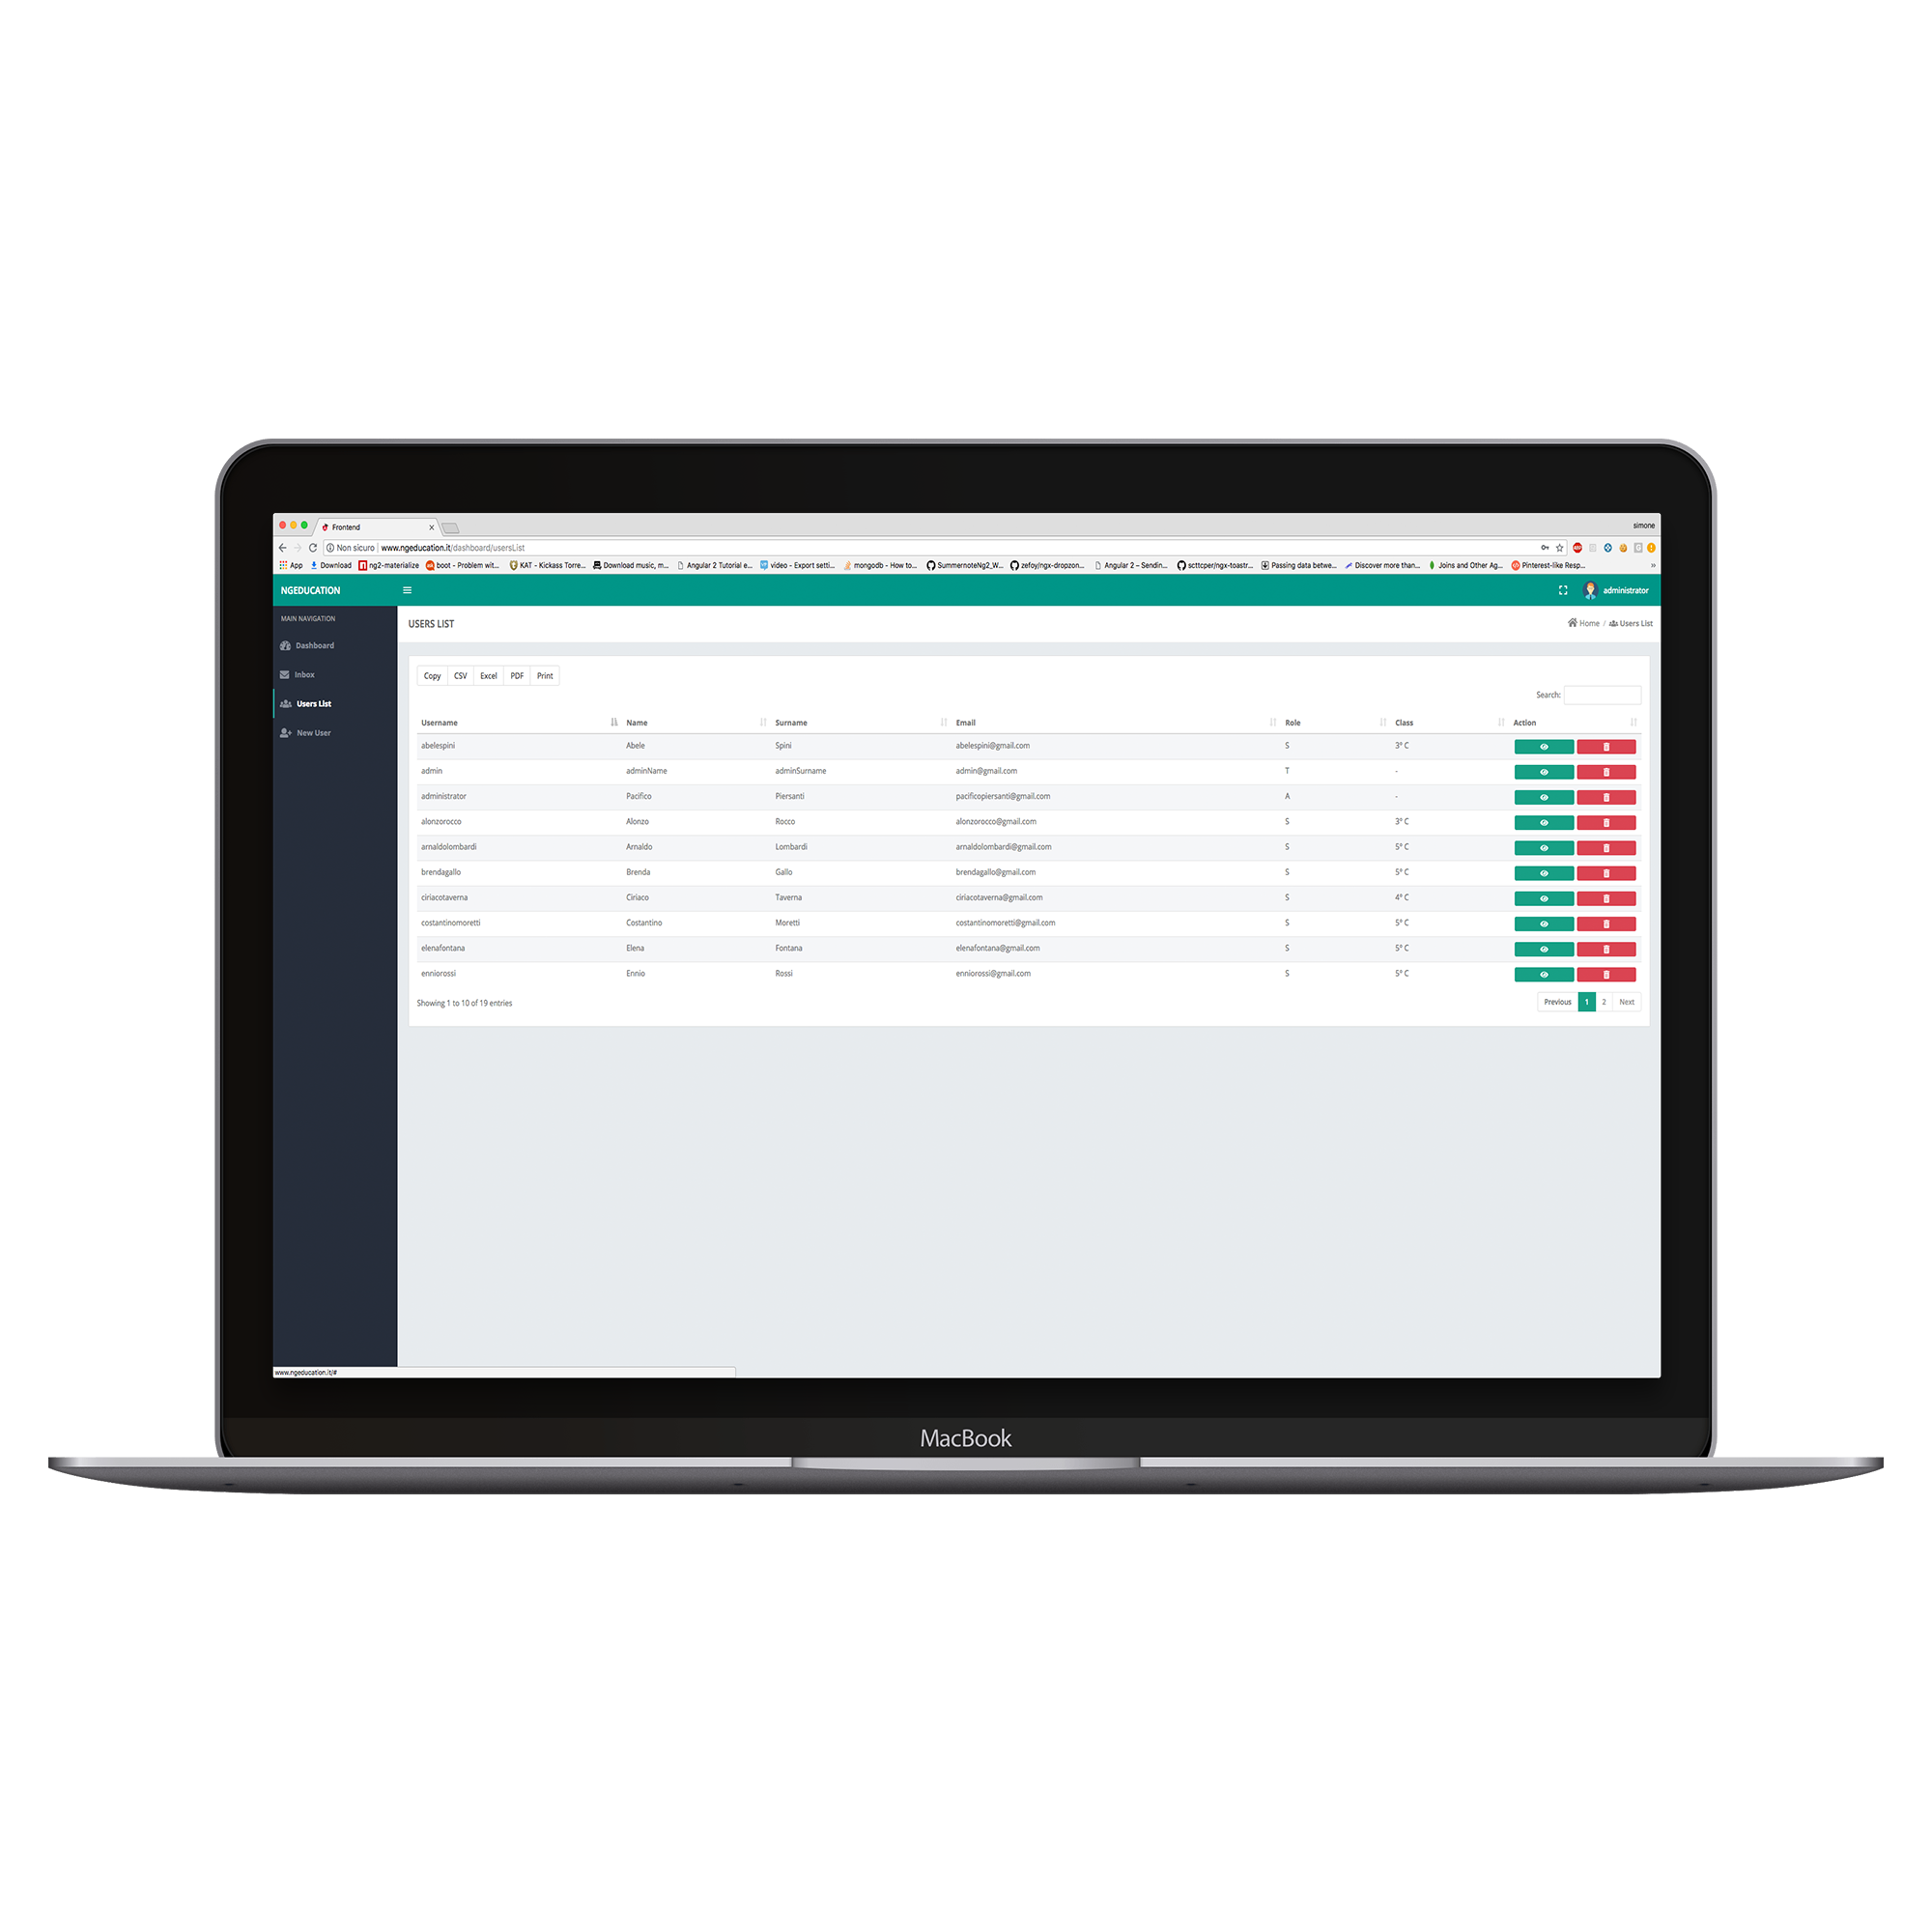 Frontend
simone
Non sicuro | www.ngeducation.it/dashboard/usersList
App Download ng2-materialize boot - Problem wit... KAT - Kickass Torre... Download music, m... Angular 2 Tutorial e... video - Export setti... mongodb - How to... SummernoteNg2_W... zefoy/ngx-dropzon... Angular 2 – Sendin... scttcper/ngx-toastr... Passing data betwe... Discover more than... Joins and Other Ag... Pinterest-like Resp... »
NGEDUCATION administrator
MAIN NAVIGATION
Dashboard
Inbox
Users List
New User
USERS LIST Home / Users List
Copy CSV Excel PDF Print
Search:
Username Name Surname Email Role Class Action
abelespini Abele Spini abelespini@gmail.com S 3° C
admin adminName adminSurname admin@gmail.com T -
administrator Pacifico Piersanti pacificopiersanti@gmail.com A -
alonzorocco Alonzo Rocco alonzorocco@gmail.com S 3° C
arnaldolombardi Arnaldo Lombardi arnaldolombardi@gmail.com S 5° C
brendagallo Brenda Gallo brendagallo@gmail.com S 5° C
ciriacotaverna Ciriaco Taverna ciriacotaverna@gmail.com S 4° C
costantinomoretti Costantino Moretti costantinomoretti@gmail.com S 5° C
elenafontana Elena Fontana elenafontana@gmail.com S 5° C
enniorossi Ennio Rossi enniorossi@gmail.com S 5° C
Showing 1 to 10 of 19 entries Previous 1 2 Next
www.ngeducation.it/#
MacBook